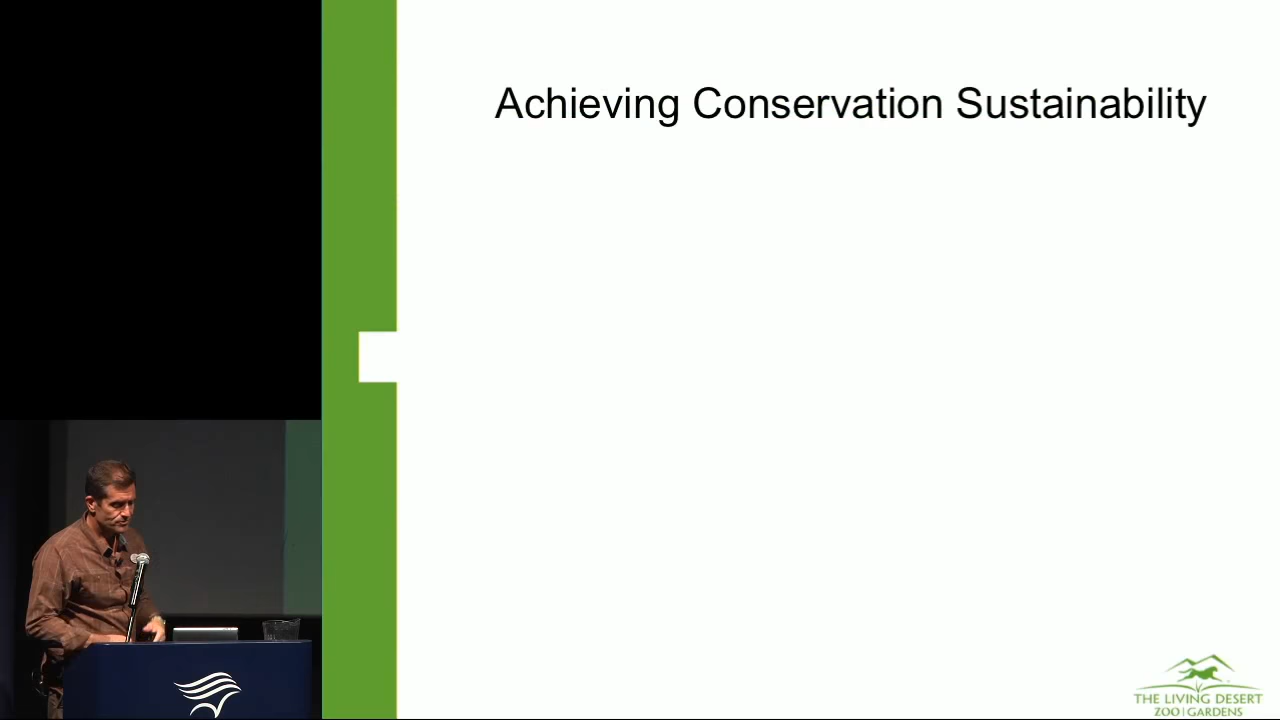 Achieving Conservation Sustainability
THE LIVING DESERT
ZOO | GARDENS